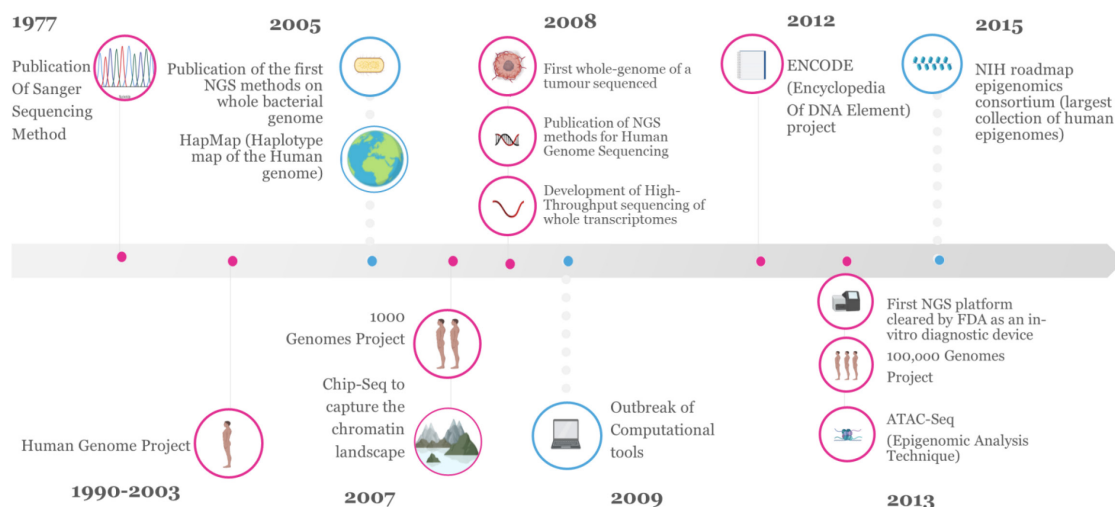 1977
Publication
Of Sanger
Sequencing
Method
2005
Publication of the first
NGS methods on
whole bacterial
genome
HapMap (Haplotype
map of the Human
genome)
2008
First whole-genome of a
tumour sequenced
Publication of NGS
methods for Human
Genome Sequencing
Development of High-
Throughput sequencing of
whole transcriptomes
2012
ENCODE
(Encyclopedia
Of DNA Element)
project
2015
NIH roadmap
epigenomics
consortium (largest
collection of human
epigenomes)
Human Genome Project
1990-2003
1000
Genomes Project
Chip-Seq to
capture the
chromatin
landscape
2007
Outbreak of
Computational
tools
2009
First NGS platform
cleared by FDA as an in-
vitro diagnostic device
100,000 Genomes
Project
ATAC-Seq
(Epigenomic Analysis
Technique)
2013